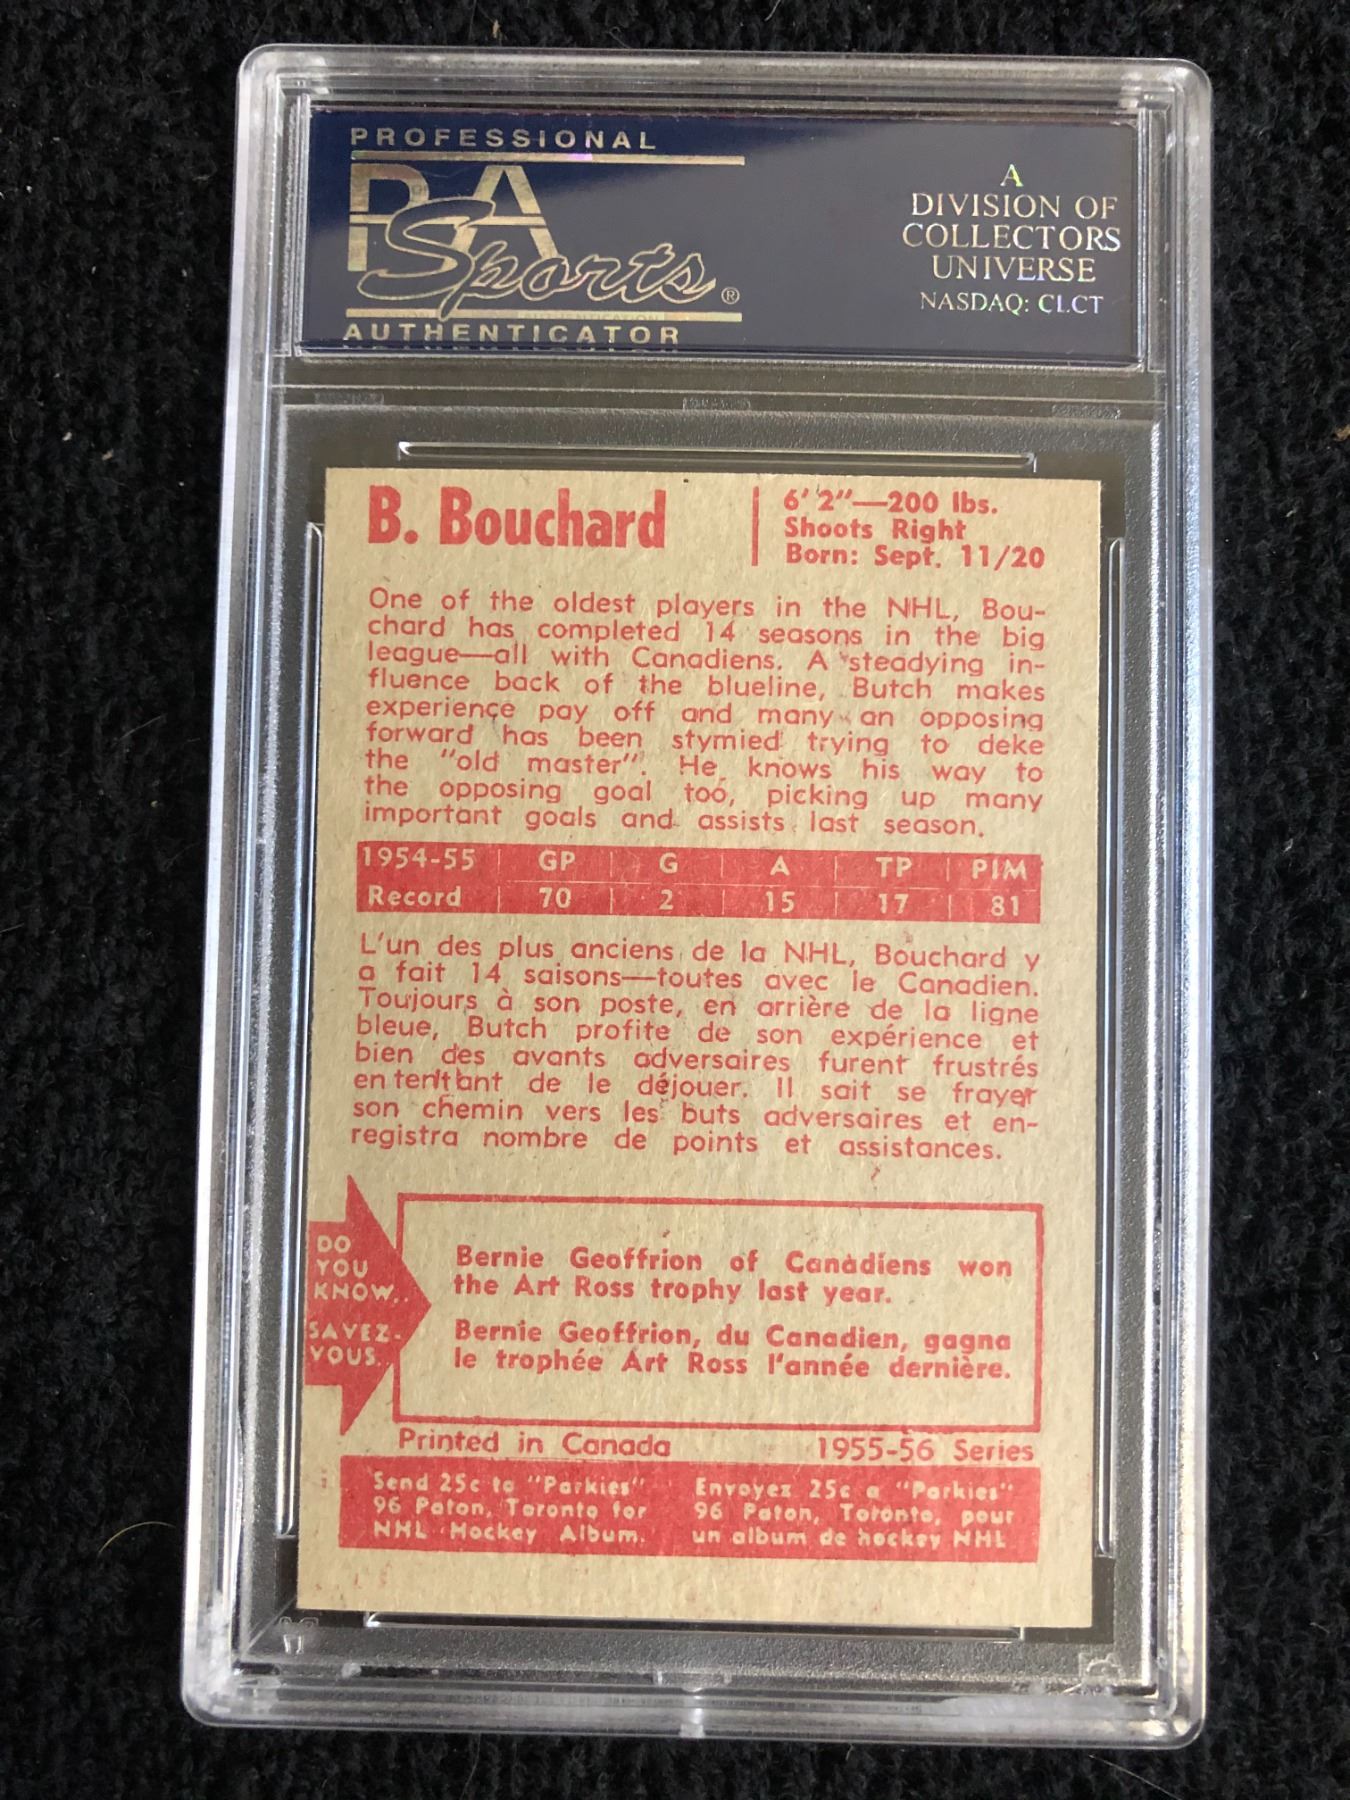 PROFESSIONAL
PSA
Sports®
AUTHENTICATOR
A
DIVISION OF
COLLECTORS
UNIVERSE
NASDAQ: CLCT
B. Bouchard
6' 2"—200 lbs.
Shoots Right
Born: Sept. 11/20
One of the oldest players in the NHL, Bou-
chard has completed 14 seasons in the big
league—all with Canadiens. A steadying in-
fluence back of the blueline, Butch makes
experience pay off and many an opposing
forward has been stymied trying to deke
the "old master". He knows his way to
the opposing goal too, picking up many
important goals and assists last season.
1954-55 GP G A TP PIM
Record 70 2 15 17 81
L'un des plus anciens de la NHL, Bouchard y
a fait 14 saisons—toutes avec le Canadien.
Toujours à son poste, en arrière de la ligne
bleue, Butch profite de son expérience et
bien des avants adversaires furent frustrés
en tentant de le déjouer. Il sait se frayer
son chemin vers les buts adversaires et en-
registra nombre de points et assistances.
DO
YOU
KNOW..
SAVEZ-
VOUS..
Bernie Geoffrion of Canadiens won
the Art Ross trophy last year.
Bernie Geoffrion, du Canadien, gagna
le trophée Art Ross l'année dernière.
Printed in Canada 1955-56 Series
Send 25c to "Parkies"
96 Paton, Toronto for
NHL Hockey Album.
Envoyez 25c a "Parkies"
96 Paton, Toronto, pour
un album de hockey NHL